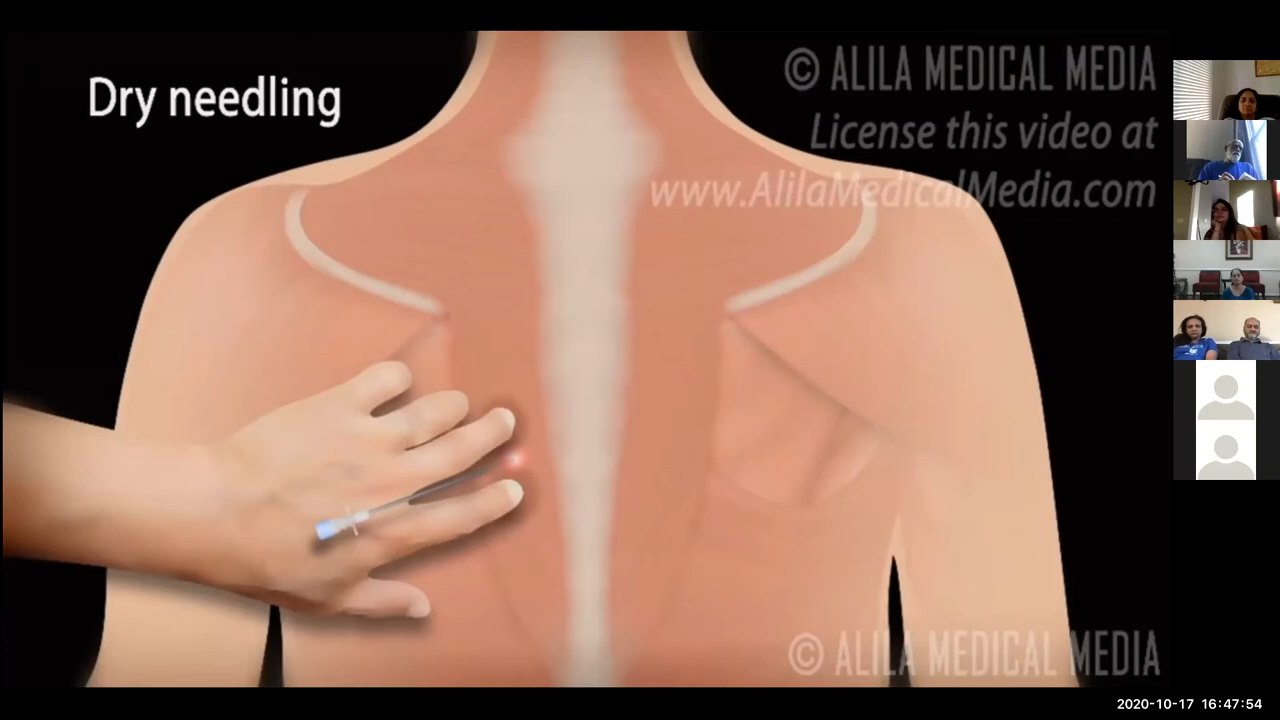 Dry needling
© ALILA MEDICAL MEDIA
License this video at
www.AlilaMedicalMedia.com
© ALILA MEDICAL MEDIA
2020-10-17 16:47:54